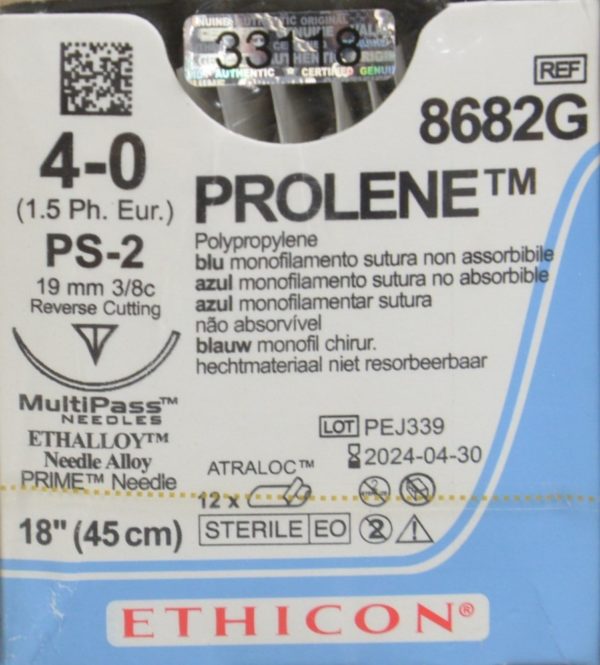 331 8
REF
8682G
4-0
(1.5 Ph. Eur.)
PS-2
19 mm 3/8c
Reverse Cutting
MultiPass™
NEEDLES
ETHALLOY™
Needle Alloy
PRIME™ Needle
18" (45 cm)
PROLENE™
Polypropylene
blu monofilamento sutura non assorbibile
azul monofilamento sutura no absorbible
azul monofilamentar sutura
não absorvível
blauw monofil chirur.
hechtmateriaal niet resorbeerbaar
LOT PEJ339
2024-04-30
ATRALOC™
12 x
STERILE EO
2
ETHICON®